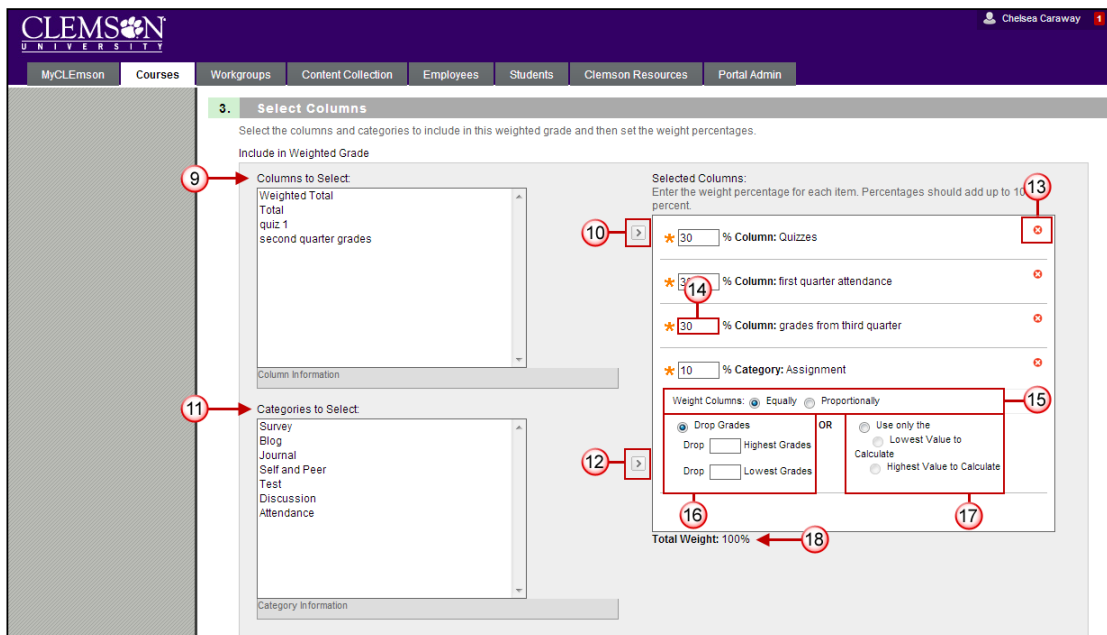 CLEMSON
UNIVERSITY
Chelsea Caraway 1
MyCLEmson Courses Workgroups Content Collection Employees Students Clemson Resources Portal Admin
3. Select Columns
Select the columns and categories to include in this weighted grade and then set the weight percentages.
Include in Weighted Grade
9
Columns to Select:
Weighted Total
Total
quiz 1
second quarter grades
Column Information
10
11
Categories to Select:
Survey
Blog
Journal
Self and Peer
Test
Discussion
Attendance
Category Information
12
Selected Columns:
Enter the weight percentage for each item. Percentages should add up to 10
percent.
13
30 % Column: Quizzes
% Column: first quarter attendance
14
30 % Column: grades from third quarter
10 % Category: Assignment
Weight Columns: Equally Proportionally
15
Drop Grades
Drop Highest Grades
Drop Lowest Grades
16
OR
Use only the
Lowest Value to
Calculate
Highest Value to Calculate
17
Total Weight: 100%
18